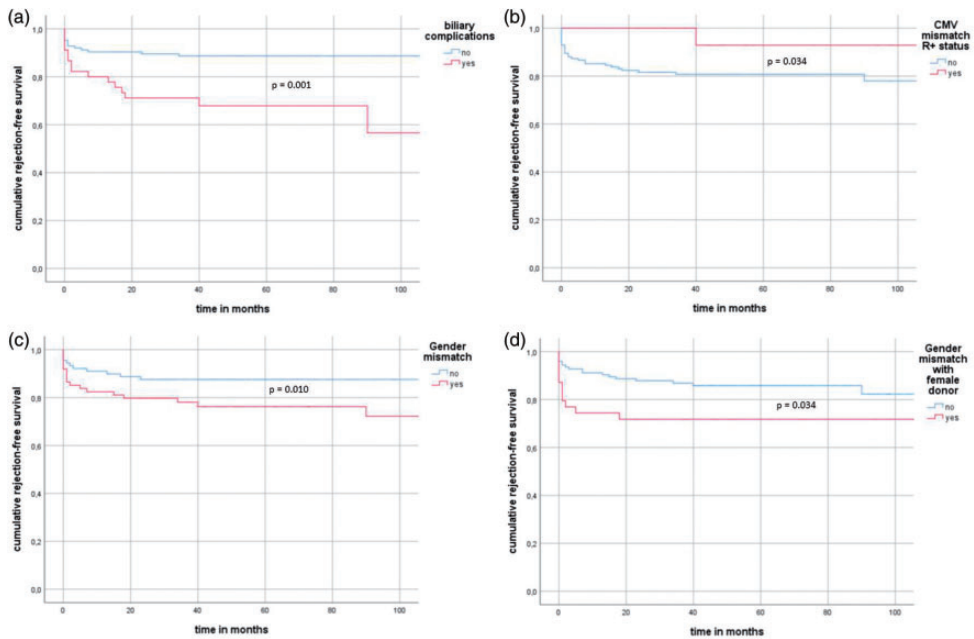 (a)
biliary
complications
no
yes
1,0
0,8
0,6
0,4
0,2
0,0
p = 0.001
cumulative rejection-free survival
0 20 40 60 80 100
time in months
(b)
CMV
mismatch
R+ status
no
yes
1,0
0,8
0,6
0,4
0,2
0,0
p = 0.034
cumulative rejection-free survival
0 20 40 60 80 100
time in months
(c)
Gender
mismatch
no
yes
1,0
0,8
0,6
0,4
0,2
0,0
p = 0.010
cumulative rejection-free survival
0 20 40 60 80 100
time in months
(d)
Gender
mismatch
with
female
donor
no
yes
1,0
0,8
0,6
0,4
0,2
0,0
p = 0.034
cumulative rejection-free survival
0 20 40 60 80 100
time in months